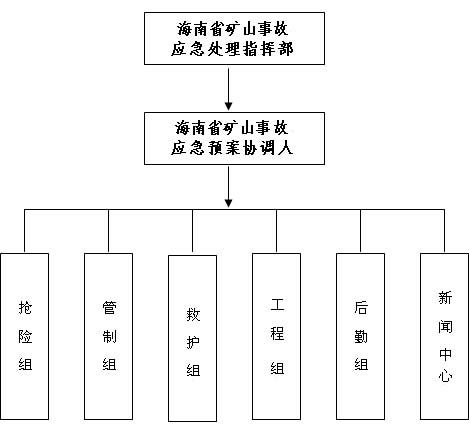 海南省矿山事故
应急处理指挥部
海南省矿山事故
应急预案协调人
抢险组
管制组
救护组
工程组
后勤组
新闻中心